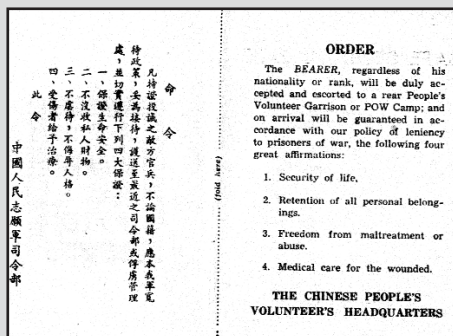 命令
凡持證投誠之敵方官兵，不論國籍，應本我軍寬
待政策，妥為接待，護送至最近之司令部或俘虜管理
處，並切實遵行下列四大保證：
一、保證生命安全。
二、不沒收私人財物。
三、不虐待，不侮辱人格。
四、受傷者給予治療。
此令
中國人民志願軍司令部
(fold here)
ORDER
The BEARER, regardless of his
nationality or rank, will be duly ac-
cepted and escorted to a rear People's
Volunteer Garrison or POW Camp; and
on arrival will be guaranteed in ac-
cordance with our policy of leniency
to prisoners of war, the following four
great affirmations:
1. Security of life.
2. Retention of all personal belong-
ings.
3. Freedom from maltreatment or
abuse.
4. Medical care for the wounded.
THE CHINESE PEOPLE'S
VOLUNTEER'S HEADQUARTERS